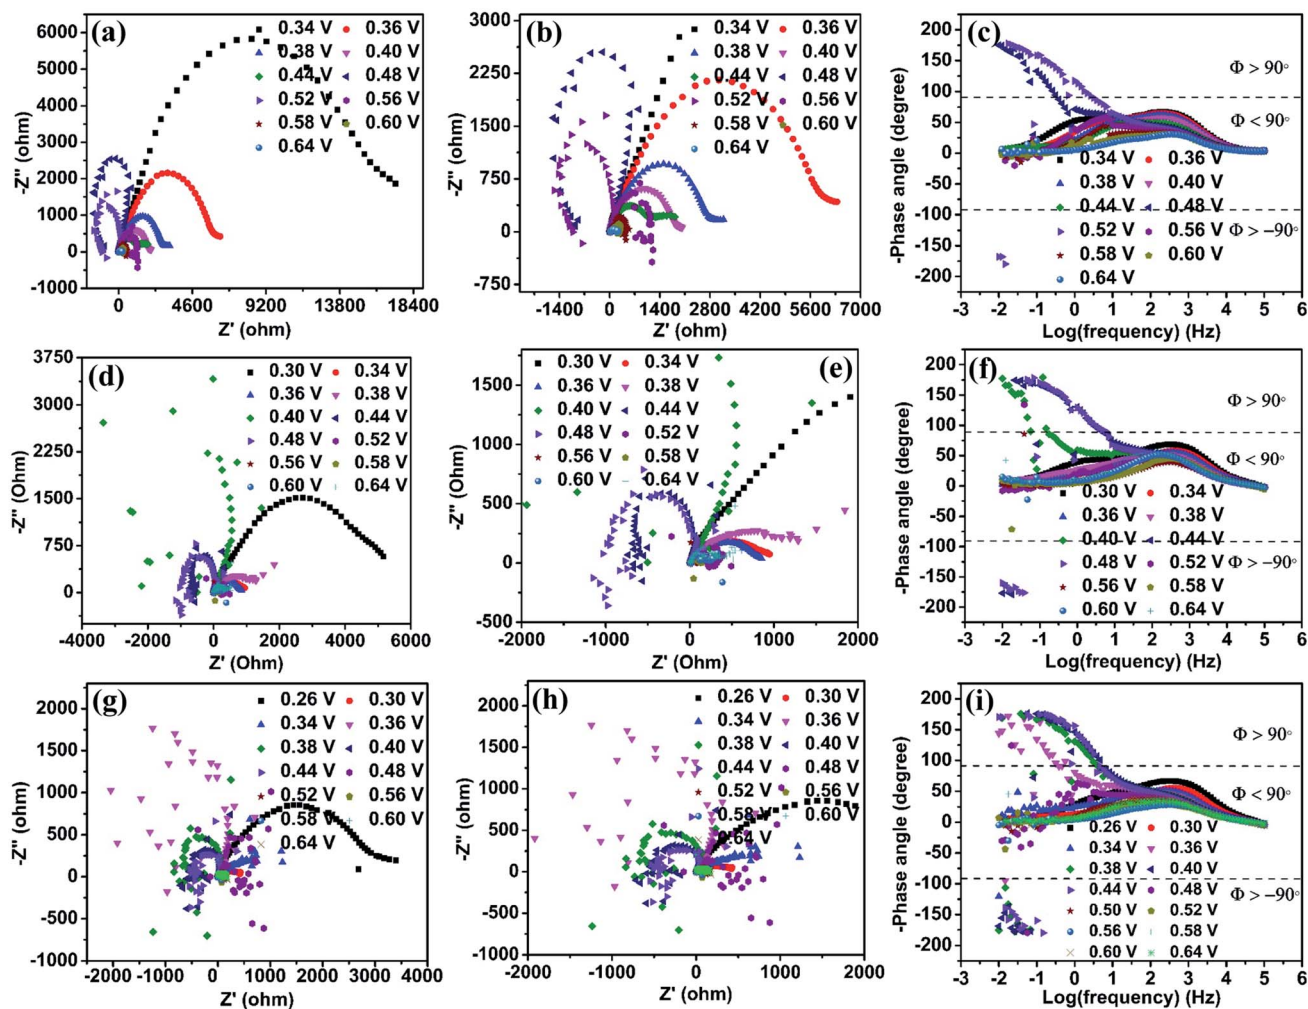 (a)
0.34 V 0.36 V
0.38 V 0.40 V
0.44 V 0.48 V
0.52 V 0.56 V
0.58 V 0.60 V
0.64 V
6000
5000
4000
3000
2000
1000
0
-1000
-Z'' (ohm)
0 4600 9200 13800 18400
Z' (ohm)
(b)
0.34 V 0.36 V
0.38 V 0.40 V
0.44 V 0.48 V
0.52 V 0.56 V
0.58 V 0.60 V
0.64 V
3000
2250
1500
750
0
-750
-Z'' (ohm)
-1400 0 1400 2800 4200 5600 7000
Z' (ohm)
(c)
Φ > 90°
Φ < 90°
Φ > −90°
0.34 V 0.36 V
0.38 V 0.40 V
0.44 V 0.48 V
0.52 V 0.56 V
0.58 V 0.60 V
0.64 V
200
150
100
50
0
-50
-100
-150
-200
-Phase angle (degree)
-3 -2 -1 0 1 2 3 4 5 6
Log(frequency) (Hz)
(d)
0.30 V 0.34 V
0.36 V 0.38 V
0.40 V 0.44 V
0.48 V 0.52 V
0.56 V 0.58 V
0.60 V 0.64 V
3750
3000
2250
1500
750
0
-Z'' (Ohm)
-4000 -2000 0 2000 4000 6000
Z' (Ohm)
(e)
0.30 V 0.34 V
0.36 V 0.38 V
0.40 V 0.44 V
0.48 V 0.52 V
0.56 V 0.58 V
0.60 V 0.64 V
1500
1000
500
0
-500
-Z'' (Ohm)
-2000 -1000 0 1000 2000
Z' (Ohm)
(f)
Φ > 90°
Φ < 90°
Φ > −90°
0.30 V 0.34 V
0.36 V 0.38 V
0.40 V 0.44 V
0.48 V 0.52 V
0.56 V 0.58 V
0.60 V 0.64 V
200
150
100
50
0
-50
-100
-150
-200
-Phase angle (degree)
-3 -2 -1 0 1 2 3 4 5 6
Log(frequency) (Hz)
(g)
0.26 V 0.30 V
0.34 V 0.36 V
0.38 V 0.40 V
0.44 V 0.48 V
0.52 V 0.56 V
0.58 V 0.60 V
0.64 V
2000
1500
1000
500
0
-500
-1000
-Z'' (ohm)
-2000 -1000 0 1000 2000 3000 4000
Z' (ohm)
(h)
0.26 V 0.30 V
0.34 V 0.36 V
0.38 V 0.40 V
0.44 V 0.48 V
0.52 V 0.56 V
0.58 V 0.60 V
0.64 V
2000
1500
1000
500
0
-500
-1000
-Z'' (ohm)
-2000 -1000 0 1000 2000
Z' (ohm)
(i)
Φ > 90°
Φ < 90°
Φ > −90°
0.26 V 0.30 V
0.34 V 0.36 V
0.38 V 0.40 V
0.44 V 0.48 V
0.50 V 0.52 V
0.56 V 0.58 V
0.60 V 0.64 V
200
150
100
50
0
-50
-100
-150
-200
-Phase angle (degree)
-3 -2 -1 0 1 2 3 4 5 6
Log(frequency) (Hz)